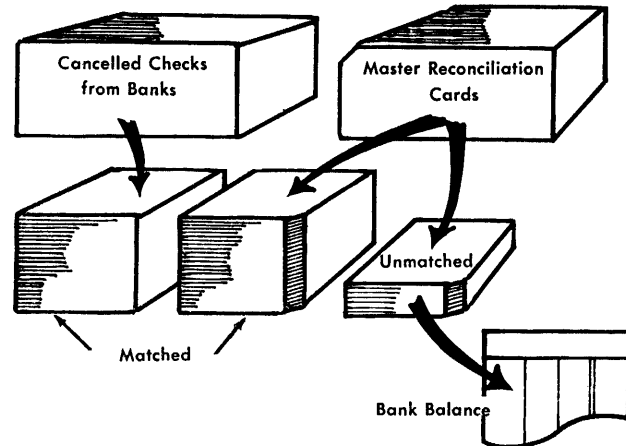 Cancelled Checks
from Banks
Master Reconciliation
Cards
Unmatched
Matched
Bank Balance